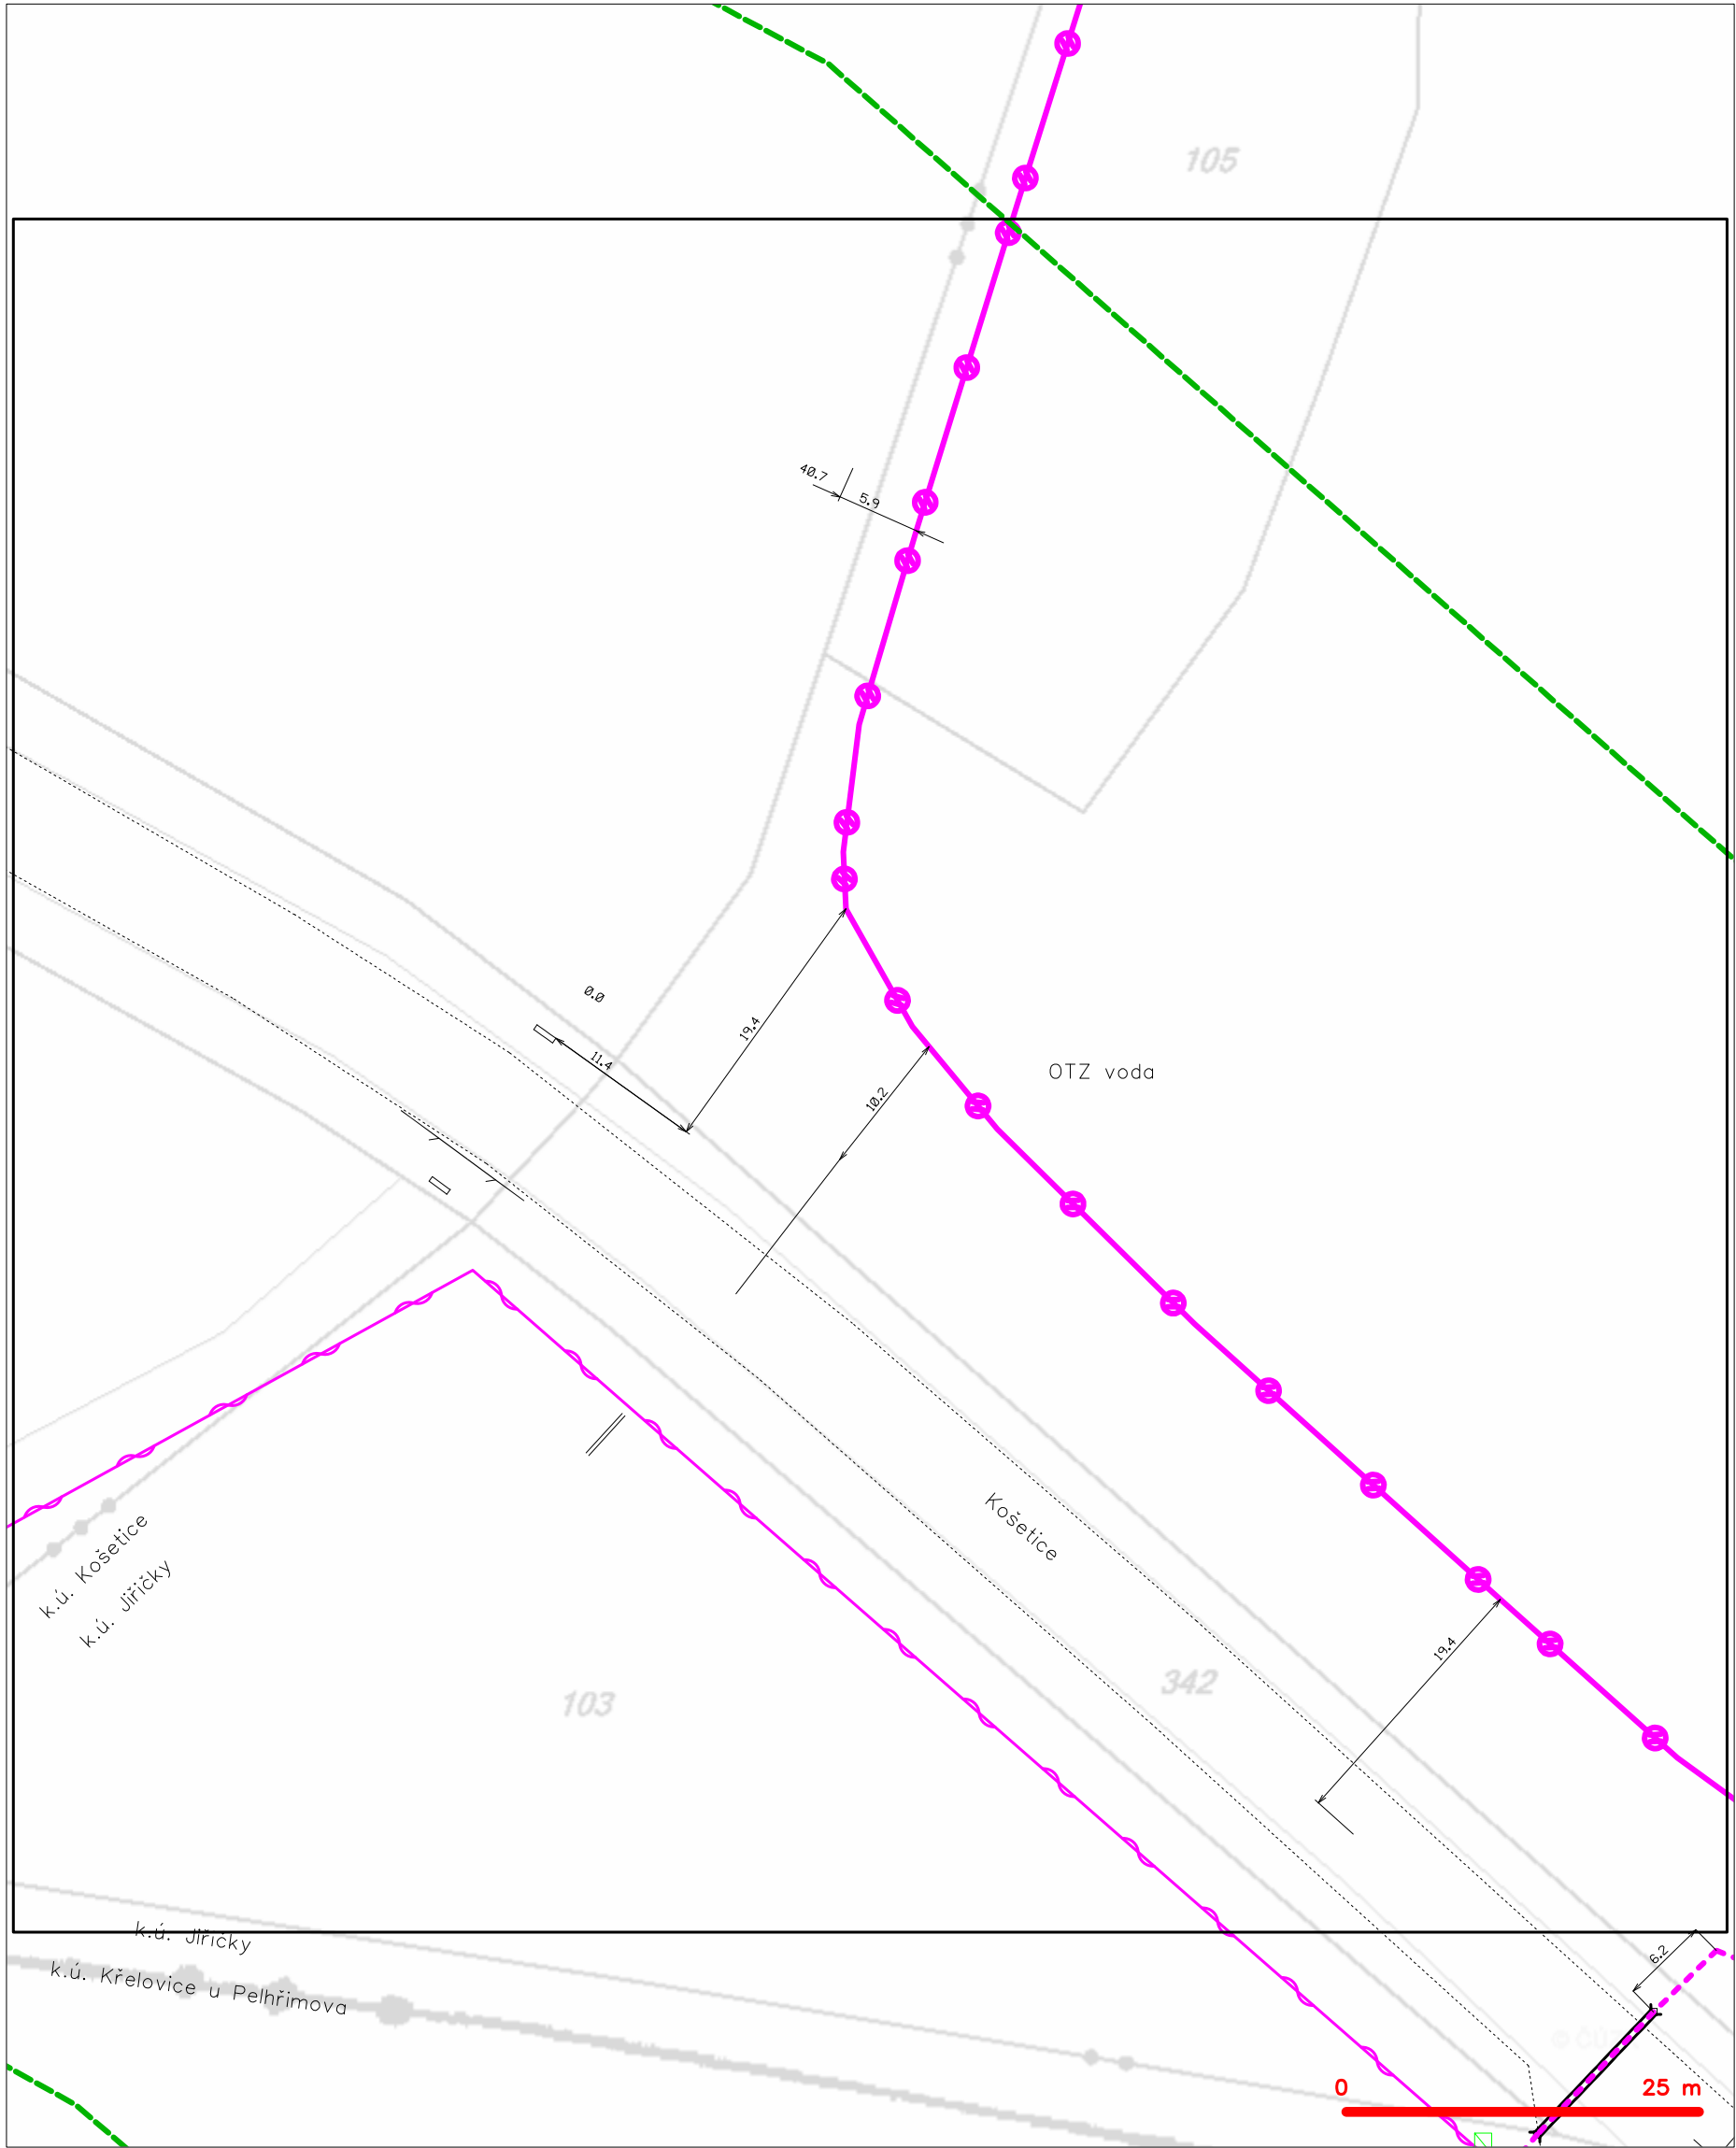 105
40.7
5.9
0.0
19.4
11.4
OTZ voda
10.2
Košetice
k.ú. Košetice
k.ú. Jiřičky
19.4
342
103
k.ú. Jiřičky
6.2
k.ú. Křelovice u Pelhřimova
0
25 m